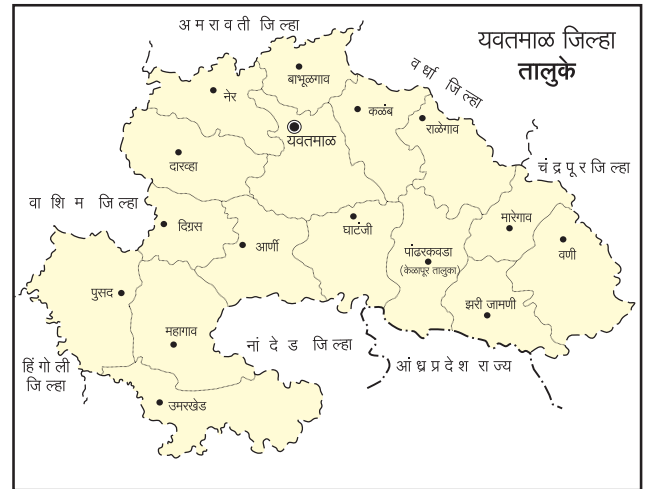 अमरावती जिल्हा
यवतमाळ जिल्हा
तालुके
वर्धा जिल्हा
बाभूळगाव
नेर
कळंब
राळेगाव
यवतमाळ
दारव्हा
चंद्रपूर जिल्हा
वाशिम जिल्हा
दिग्रस
आर्णी
घाटंजी
मारेगाव
वणी
पांढरकवडा
(केळापूर तालुका)
पुसद
झरी जामणी
महागाव
नांदेड जिल्हा
आंध्रप्रदेश राज्य
हिंगोली
जिल्हा
उमरखेड